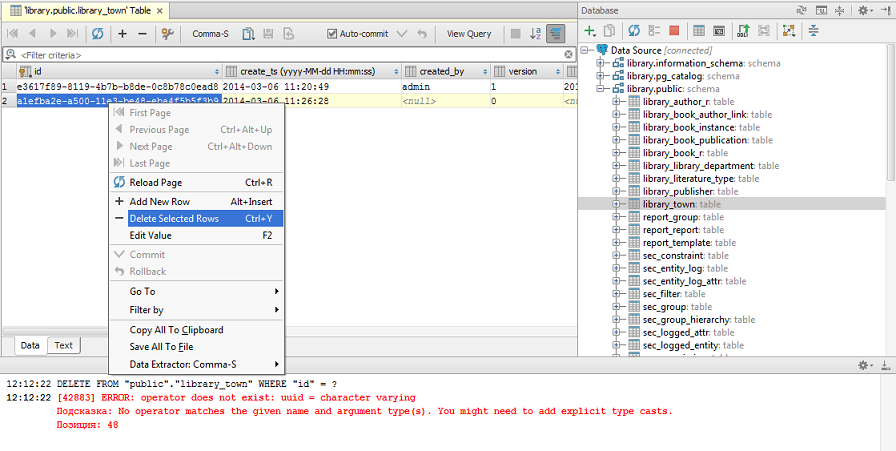 'library.public.library_town' Table
Database
Comma-S
Auto-commit
View Query
<Filter criteria>
id create_ts (yyyy-MM-dd HH:mm:ss) created_by version
1 e3617f89-8119-4b7b-b8de-0c8b78c0ead8 2014-03-06 11:20:49 admin 1 201
2 a1efba2e-a500-11e3-be48-eba4f5b5f3b9 2014-03-06 11:26:28 <null> 0 <nu
First Page
Previous Page Ctrl+Alt+Up
Next Page Ctrl+Alt+Down
Last Page
Reload Page Ctrl+R
Add New Row Alt+Insert
Delete Selected Rows Ctrl+Y
Edit Value F2
Commit
Rollback
Go To
Filter by
Copy All To Clipboard
Save All To File
Data Extractor: Comma-S
Data Text
Data Source [connected]
library.information_schema: schema
library.pg_catalog: schema
library.public: schema
library_author_r: table
library_book_author_link: table
library_book_instance: table
library_book_publication: table
library_book_r: table
library_library_department: table
library_literature_type: table
library_publisher: table
library_town: table
report_group: table
report_report: table
report_template: table
sec_constraint: table
sec_entity_log: table
sec_entity_log_attr: table
sec_filter: table
sec_group: table
sec_group_hierarchy: table
sec_logged_attr: table
sec_logged_entity: table
12:12:22 DELETE FROM "public"."library_town" WHERE "id" = ?
12:12:22 [42883] ERROR: operator does not exist: uuid = character varying
Подсказка: No operator matches the given name and argument type(s). You might need to add explicit type casts.
Позиция: 48